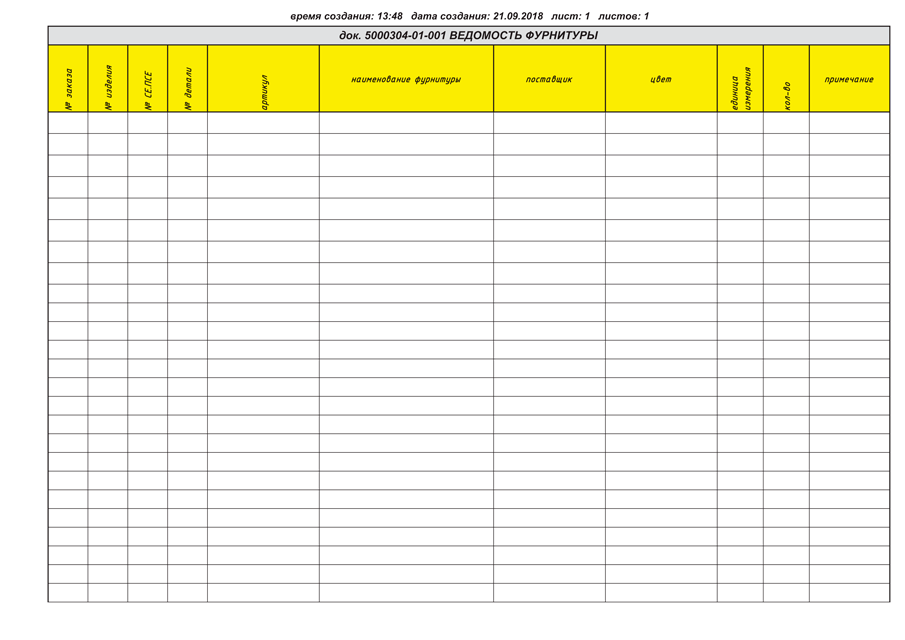 время создания: 13:48 дата создания: 21.09.2018 лист: 1 листов: 1
док. 5000304-01-001 ВЕДОМОСТЬ ФУРНИТУРЫ
№ заказа
№ изделия
№ СЕ.ПСЕ
№ детали
артикул
наименование фурнитуры
поставщик
цвет
единица
измерения
кол-во
примечание